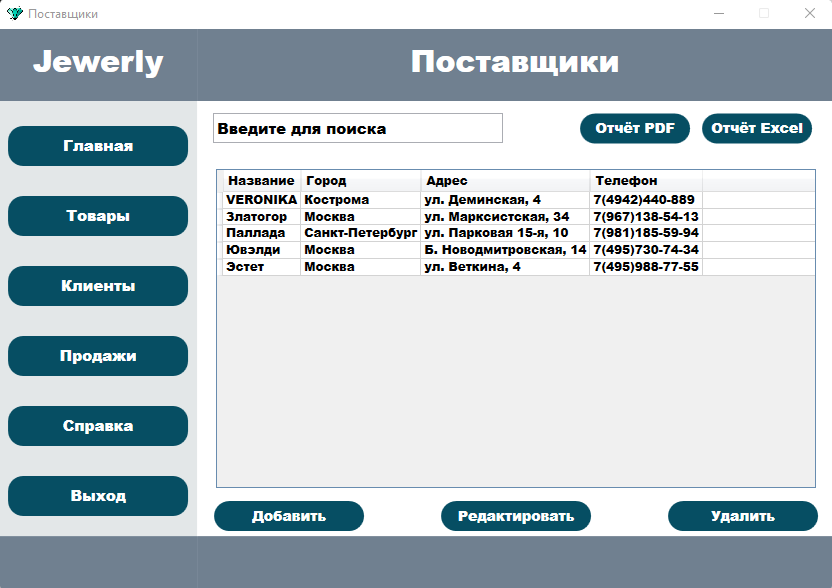 Поставщики
Jewerly
Поставщики
Главная
Товары
Клиенты
Продажи
Справка
Выход
Введите для поиска
Отчёт PDF
Отчёт Excel
Название Город Адрес Телефон
VERONIKA Кострома ул. Деминская, 4 7(4942)440-889
Златогор Москва ул. Марксистская, 34 7(967)138-54-13
Паллада Санкт-Петербург ул. Парковая 15-я, 10 7(981)185-59-94
Ювэлди Москва Б. Новодмитровская, 14 7(495)730-74-34
Эстет Москва ул. Веткина, 4 7(495)988-77-55
Добавить
Редактировать
Удалить